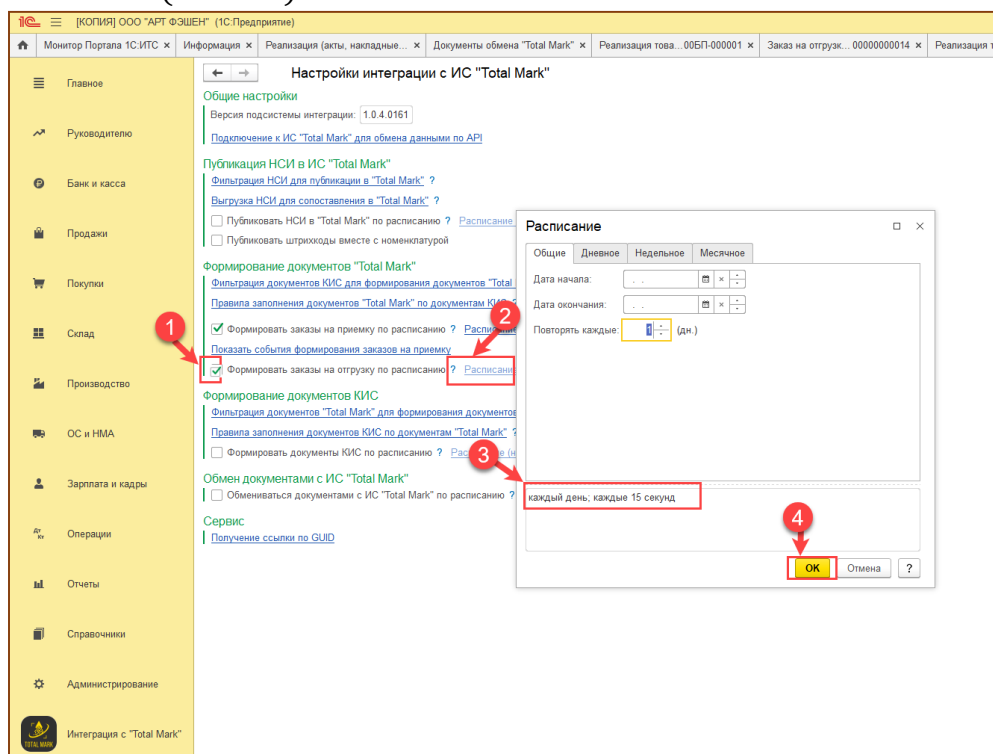 1С [КОПИЯ] ООО "АРТ ФЭШЕН" (1С:Предприятие)
Монитор Портала 1С:ИТС × Информация × Реализация (акты, накладные... × Документы обмена "Total Mark" × Реализация това...00БП-000001 × Заказ на отгрузк... 00000000014 × Реализация
Главное
Руководителю
Банк и касса
Продажи
Покупки
Склад
Производство
ОС и НМА
Зарплата и кадры
Дт Кт Операции
Отчеты
Справочники
Администрирование
TOTAL MARK Интеграция с "Total Mark"
Настройки интеграции с ИС "Total Mark"
Общие настройки
Версия подсистемы интеграции: 1.0.4.0161
Подключение к ИС "Total Mark" для обмена данными по API
Публикация НСИ в ИС "Total Mark"
Фильтрация НСИ для публикации в "Total Mark" ?
Выгрузка НСИ для сопоставления в "Total Mark" ?
Публиковать НСИ в "Total Mark" по расписанию ? Расписание
Публиковать штрихкоды вместе с номенклатурой
Формирование документов "Total Mark"
Фильтрация документов КИС для формирования документов "Total
Правила заполнения документов "Total Mark" по документам
Формировать заказы на приемку по расписанию ?
Показать события формирования заказов на приемку
1
2
Формировать заказы на отгрузку по расписанию ?
Формирование документов КИС
Фильтрация документов "Total Mark" для формирования документов
Правила заполнения документов КИС по документам "Total Mark" ?
Формировать документы КИС по расписанию ?
3
Обмен документами с ИС "Total Mark"
Обмениваться документами с ИС "Total Mark" по расписанию ?
Сервис
Получение ссылки по GUID
Расписание
Общие Дневное Недельное Месячное
Дата начала: . .
Дата окончания: . .
Повторять каждые: 1 (дн.)
каждый день; каждые 15 секунд
4
OK Отмена ?